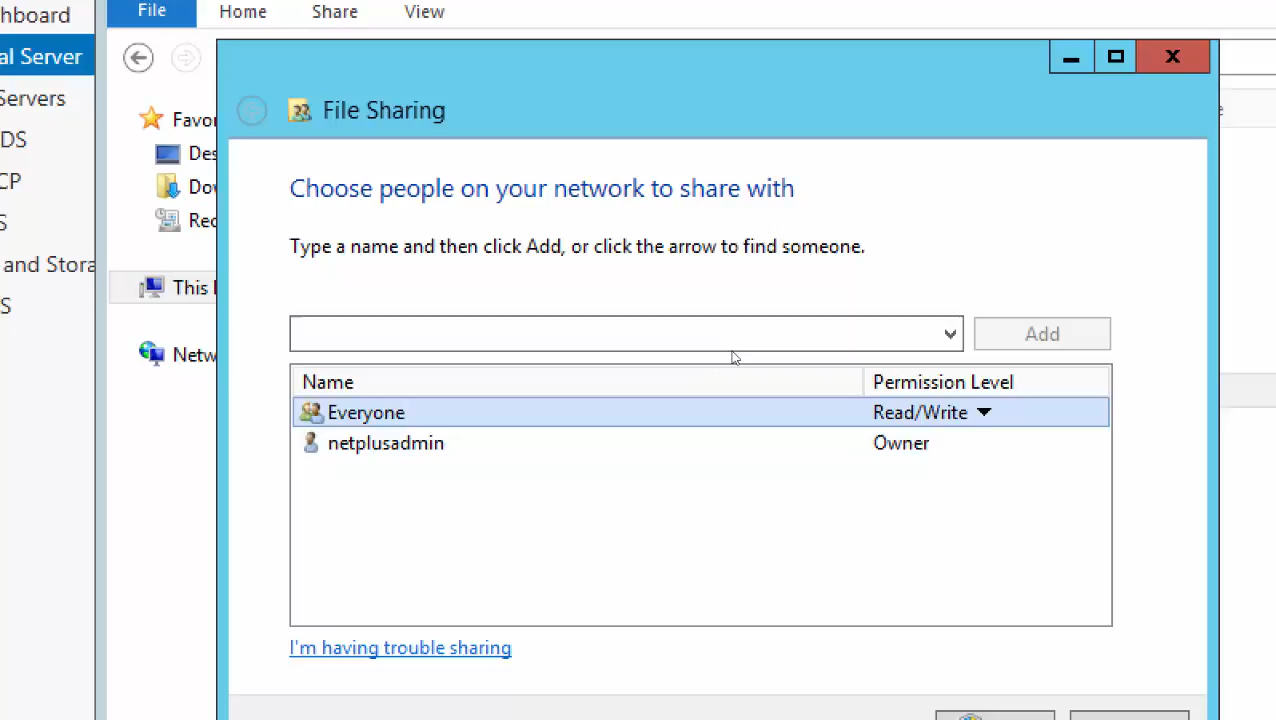 File Home Share View
hboard
al Server
Servers
DS
CP
S
and Stora
S
Favor
Des
Dow
Rec
This
Netw
File Sharing
Choose people on your network to share with
Type a name and then click Add, or click the arrow to find someone.
Add
Name Permission Level
Everyone Read/Write
netplusadmin Owner
I'm having trouble sharing